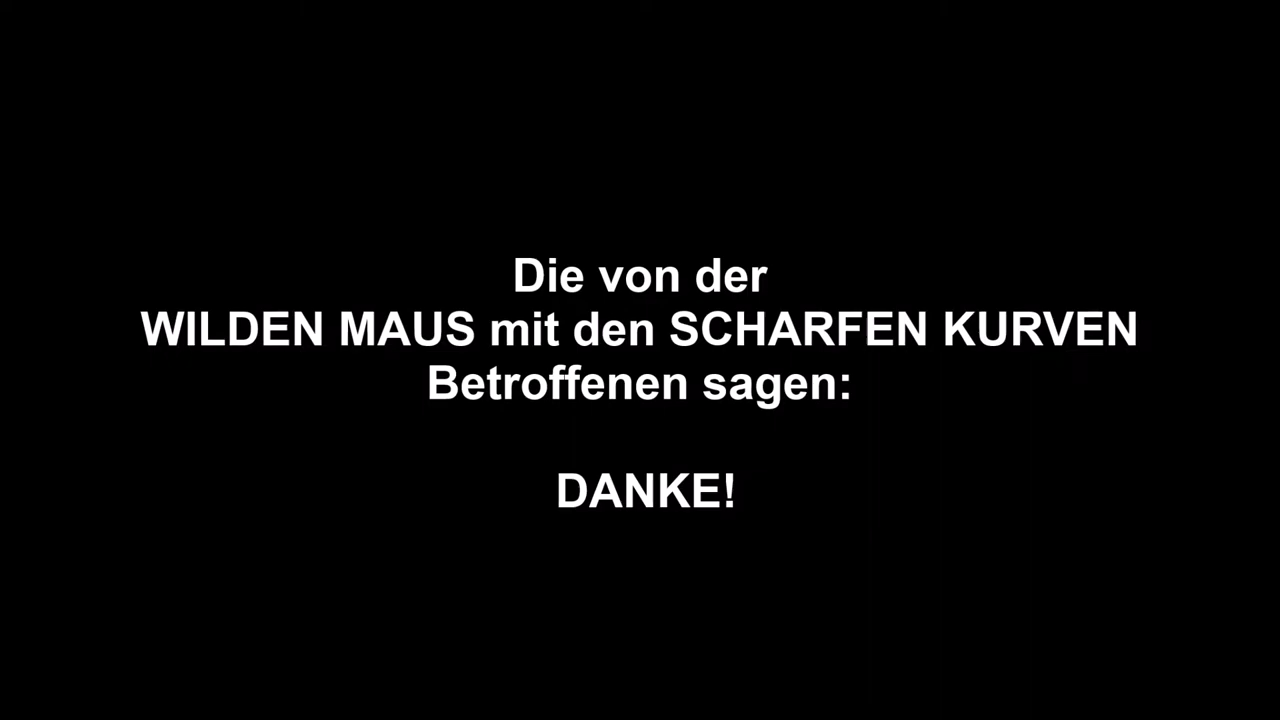 Die von der
WILDEN MAUS mit den SCHARFEN KURVEN
Betroffenen sagen:
DANKE!